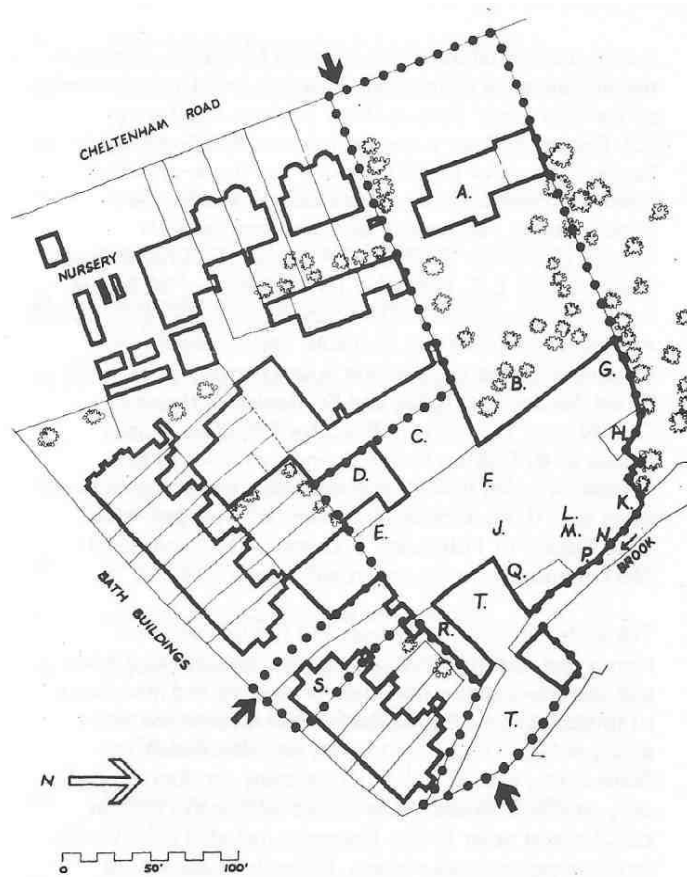 CHELTENHAM ROAD
A.
NURSERY
B.
G.
C.
H.
D.
F.
K.
E.
L.
J.
M.
N.
P.
BROOK
Q.
T.
R.
BATH BUILDINGS
S.
T.
N
0 50' 100'